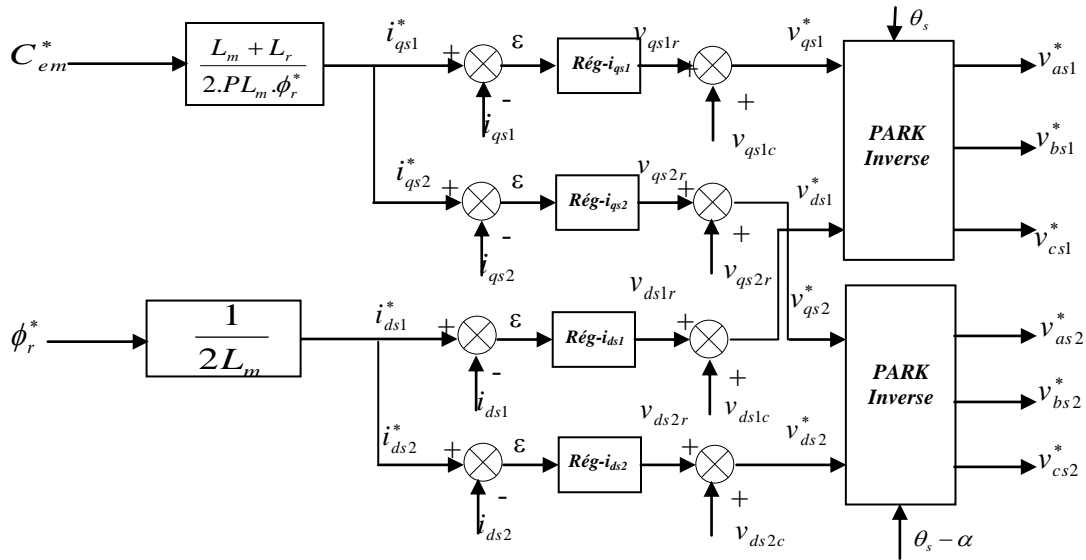 C*em
Lm + Lr
2.PLm.ϕ*r
i*qs1
+
-
iqs1
ε
Rég-iqs1
vqs1r
+
+
vqs1c
v*qs1
θs
PARK
Inverse
v*as1
v*bs1
v*cs1
i*qs2
+
-
iqs2
ε
Rég-iqs2
vqs2r
+
+
vqs2r
v*ds1
v*qs2
ϕ*r
1
2Lm
i*ds1
+
-
ids1
ε
Rég-ids1
vds1r
+
+
vds1c
PARK
Inverse
v*as2
v*bs2
v*cs2
i*ds2
+
-
ids2
ε
Rég-ids2
vds2r
+
+
vds2c
v*ds2
θs − α